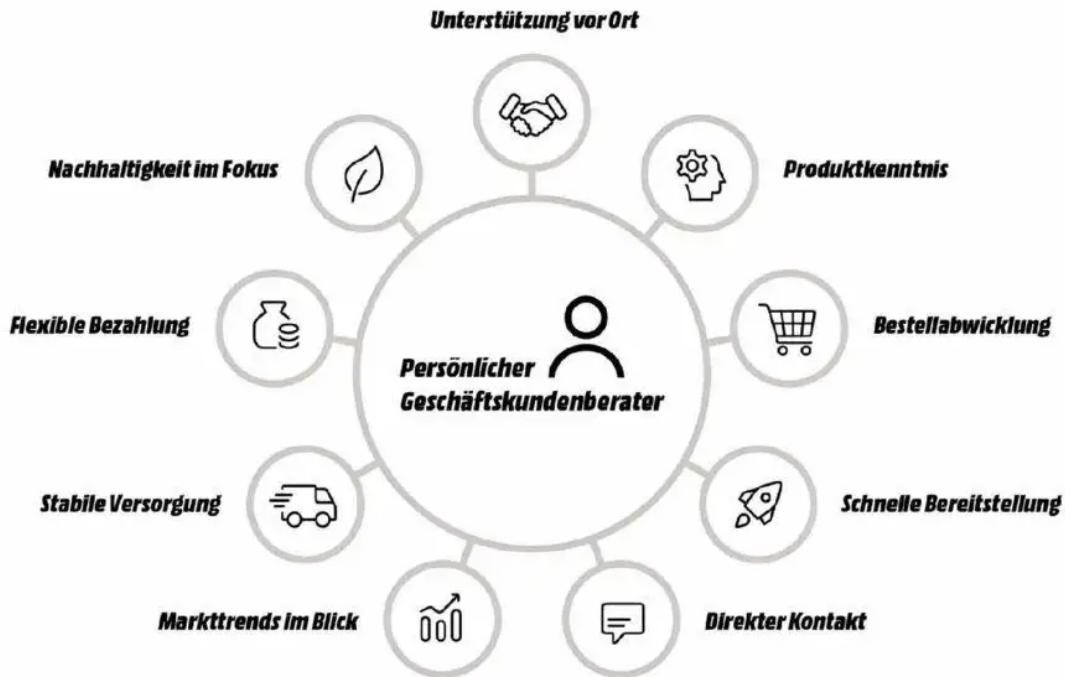 Unterstützung vor Ort
Nachhaltigkeit im Fokus
Produktkenntnis
Flexible Bezahlung
Bestellabwicklung
Persönlicher
Geschäftskundenberater
Stabile Versorgung
Schnelle Bereitstellung
Markttrends im Blick
Direkter Kontakt